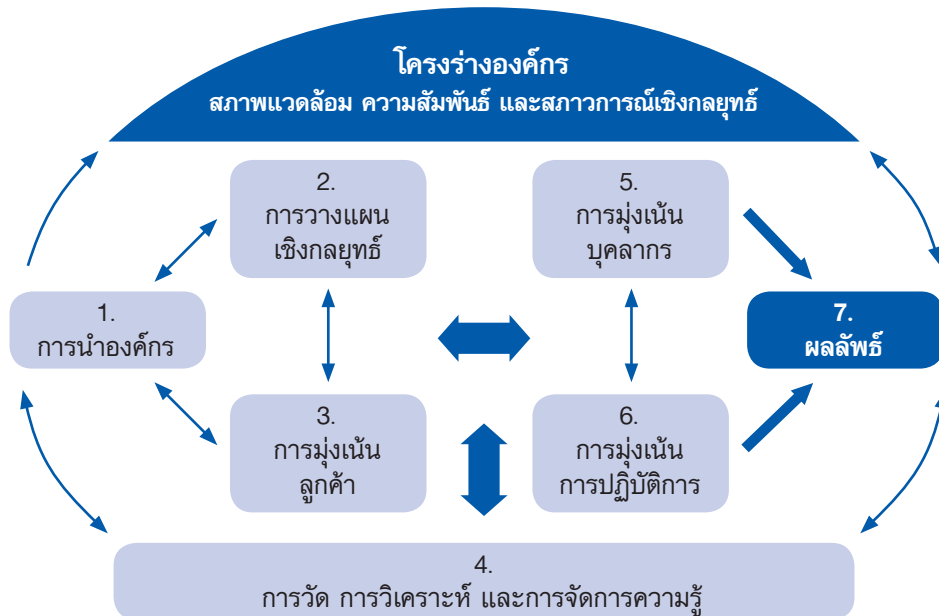 โครงร่างองค์กร
สภาพแวดล้อม ความสัมพันธ์ และสภาวการณ์เชิงกลยุทธ์
1.
การนำองค์กร
2.
การวางแผน
เชิงกลยุทธ์
3.
การมุ่งเน้น
ลูกค้า
4.
การวัด การวิเคราะห์ และการจัดการความรู้
5.
การมุ่งเน้น
บุคลากร
6.
การมุ่งเน้น
การปฏิบัติการ
7.
ผลลัพธ์